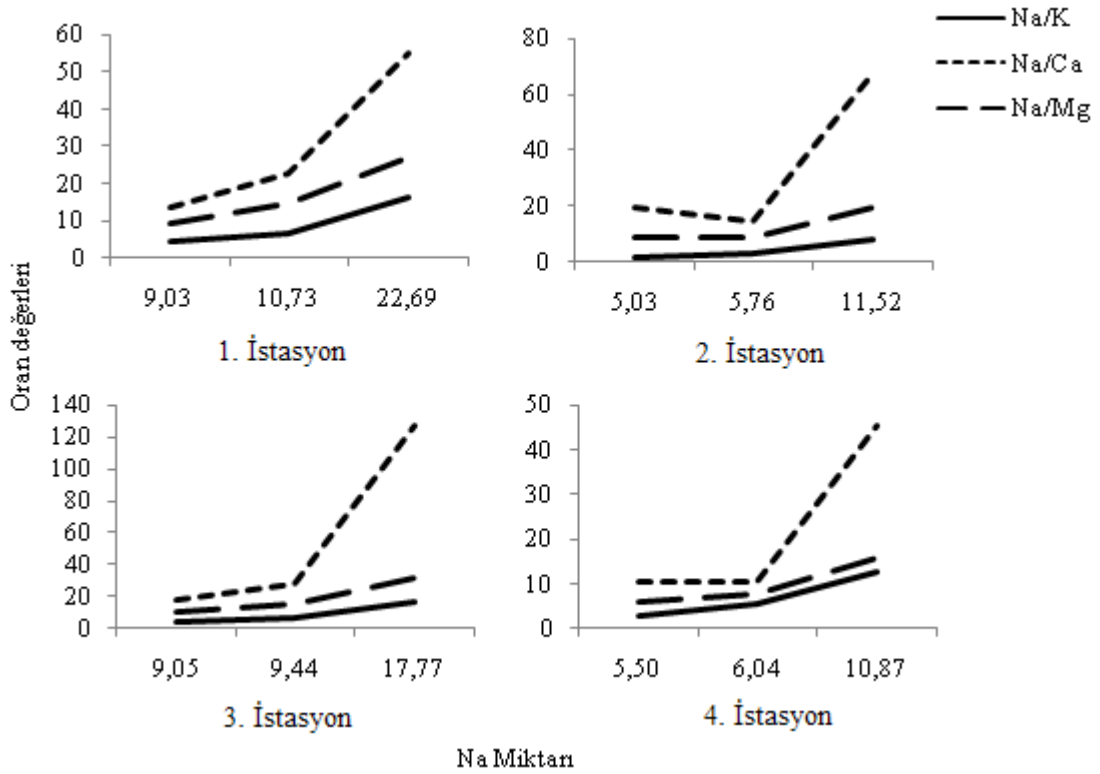 Na/K
Na/Ca
Na/Mg
Oran değerleri
60
50
40
30
20
10
0
9,03 10,73 22,69
1. İstasyon
80
60
40
20
0
5,03 5,76 11,52
2. İstasyon
140
120
100
80
60
40
20
0
9,05 9,44 17,77
3. İstasyon
50
40
30
20
10
0
5,50 6,04 10,87
4. İstasyon
Na Miktarı